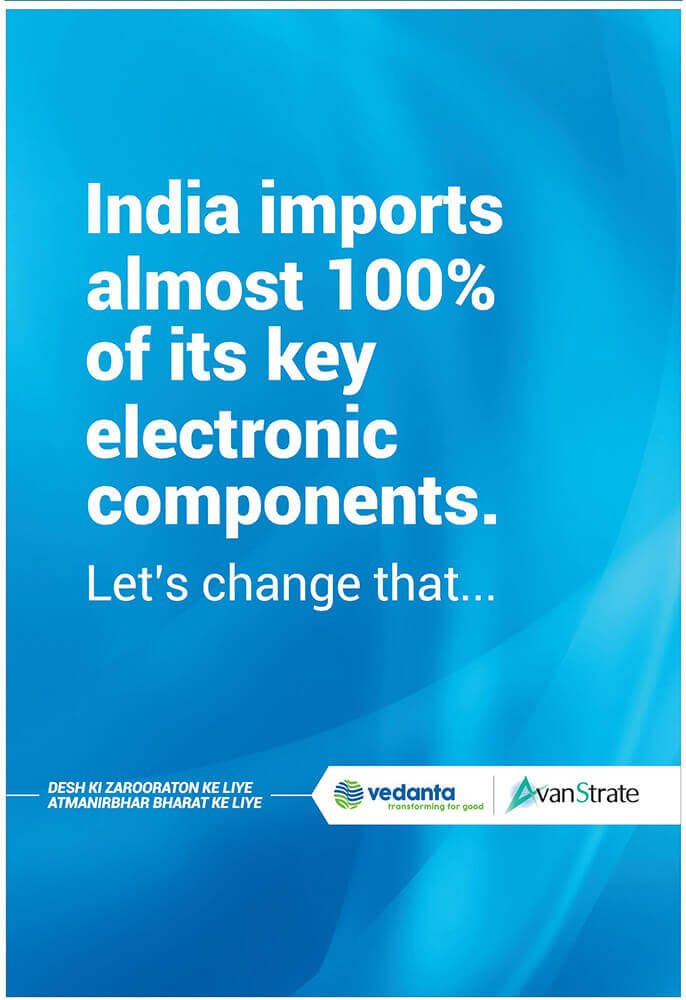 India imports
almost 100%
of its key
electronic
components.
Let's change that...
DESH KI ZAROORATON KE LIYE
ATMANIRBHAR BHARAT KE LIYE
vedanta
transforming for good
AvanStrate